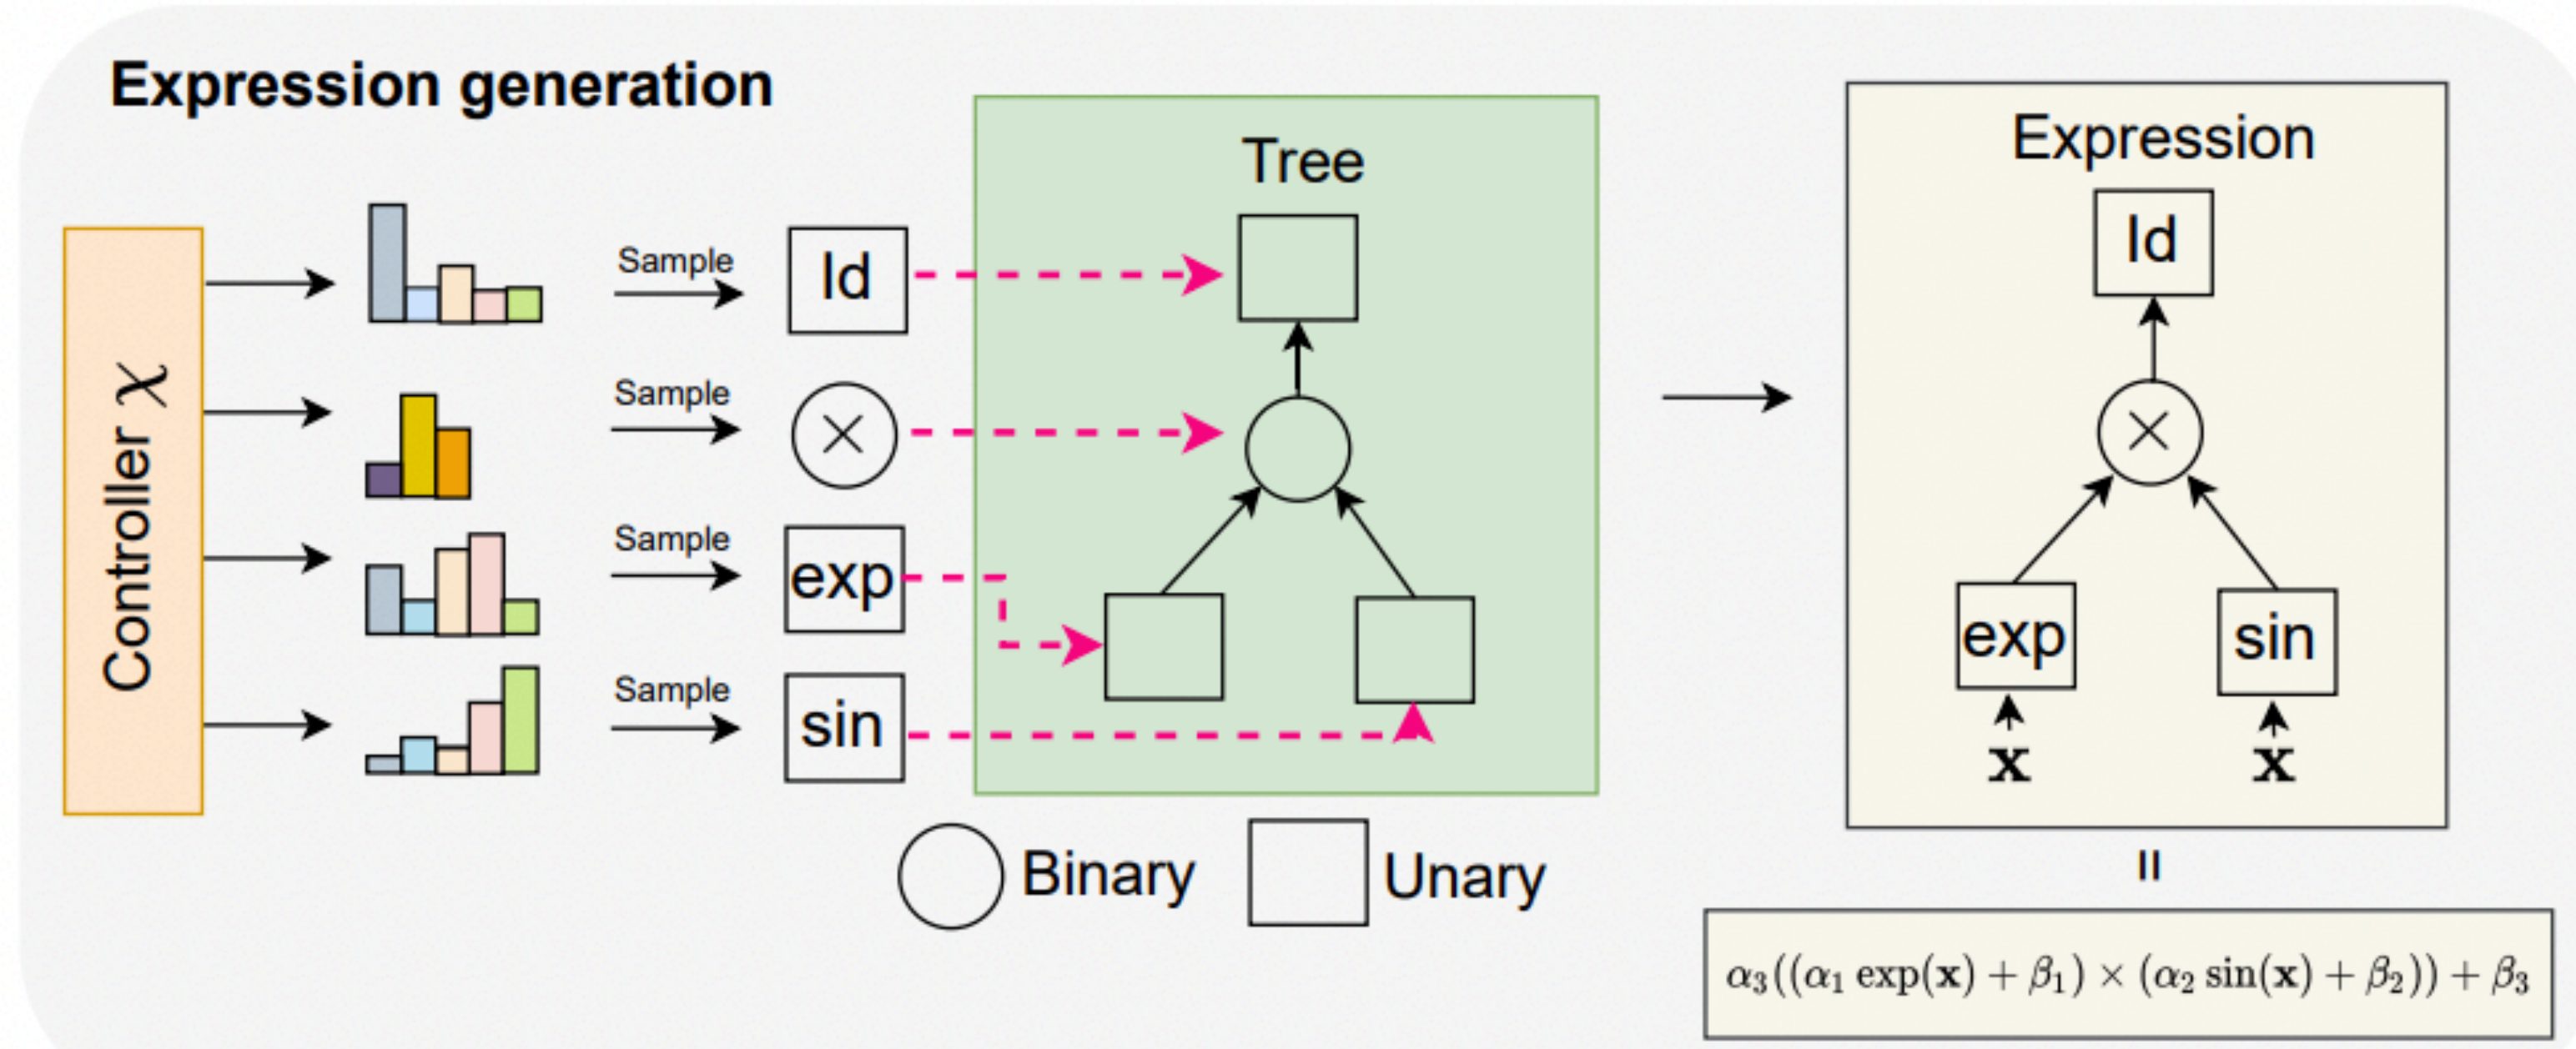 Expression generation
Controller χ
Sample
Id
Sample
×
Sample
exp
Sample
sin
Tree
Binary
Unary
Expression
Id
×
exp
sin
x
x
=
α₃((α₁ exp(x) + β₁) × (α₂ sin(x) + β₂)) + β₃